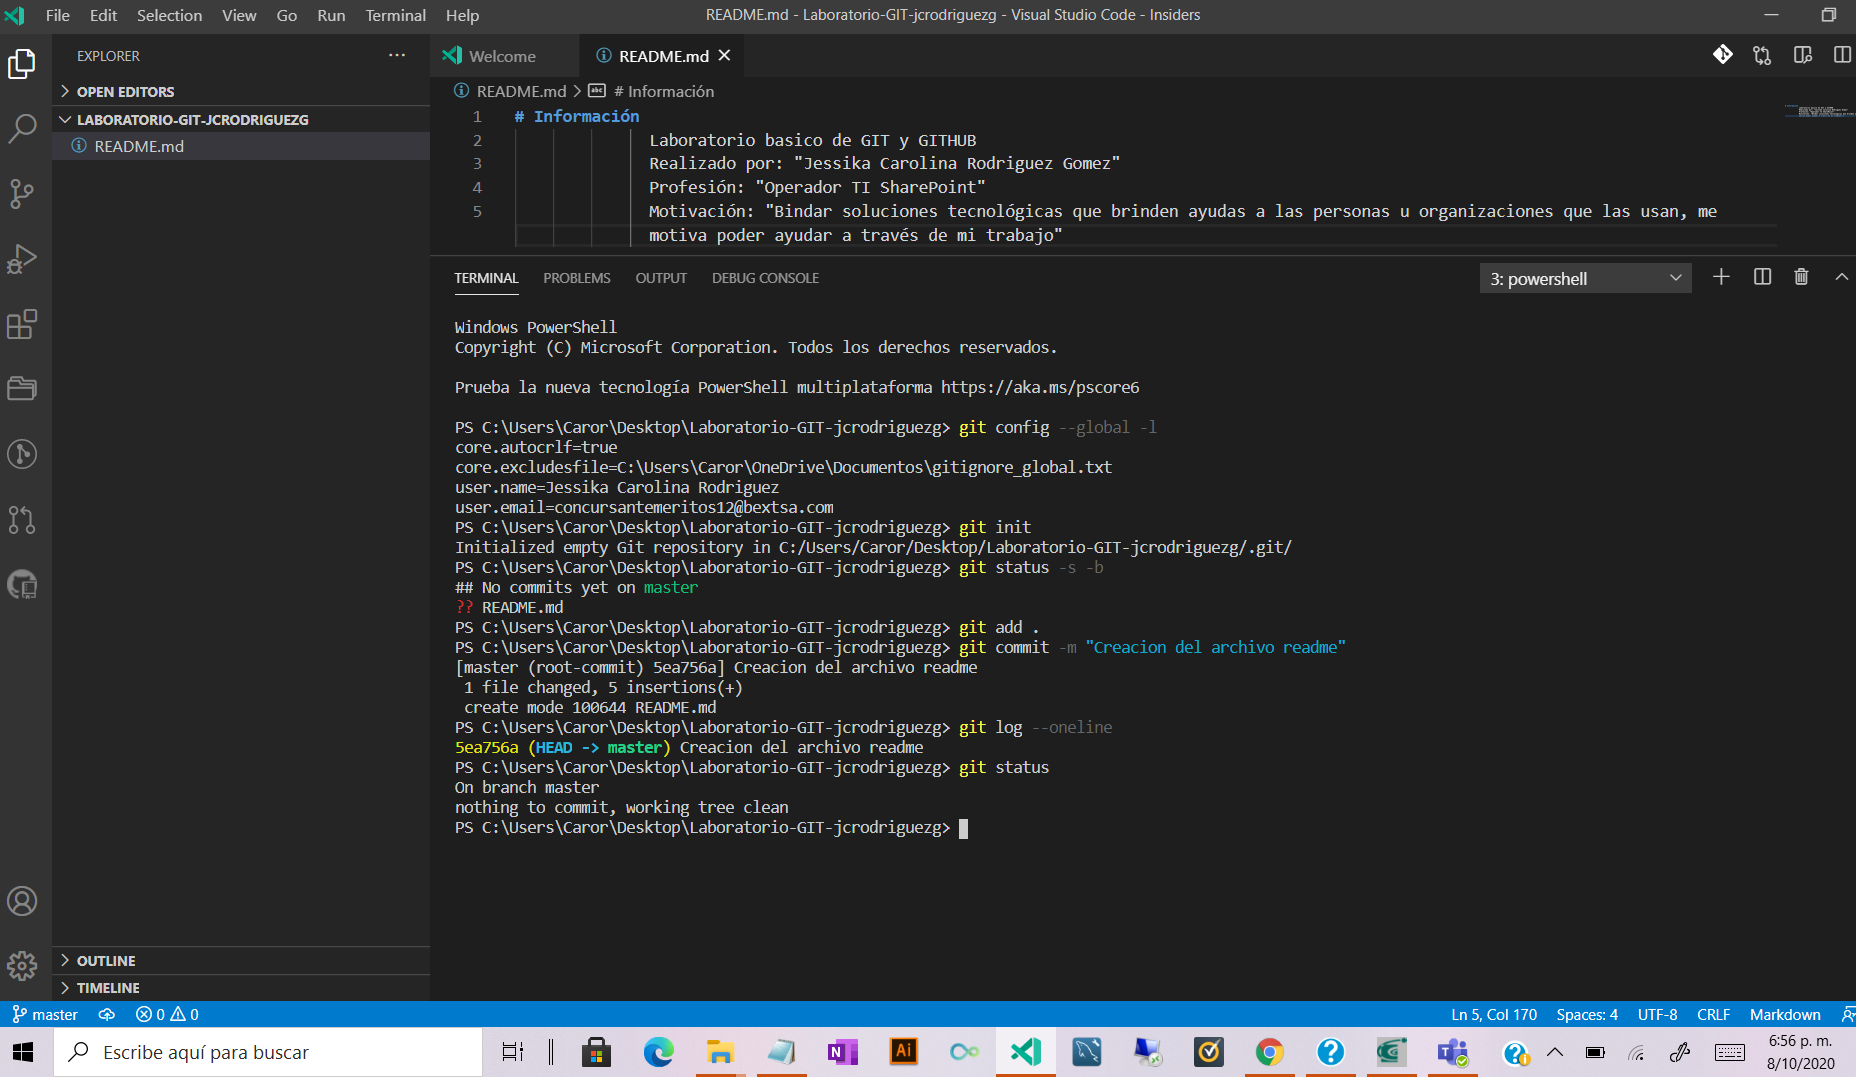 File Edit Selection View Go Run Terminal Help
README.md - Laboratorio-GIT-jcrodriguezg - Visual Studio Code - Insiders
EXPLORER
OPEN EDITORS
LABORATORIO-GIT-JCRODRIGUEZG
README.md
OUTLINE
TIMELINE
Welcome README.md
README.md > # Información
1 # Información
2 Laboratorio basico de GIT y GITHUB
3 Realizado por: "Jessika Carolina Rodriguez Gomez"
4 Profesión: "Operador TI SharePoint"
5 Motivación: "Bindar soluciones tecnológicas que brinden ayudas a las personas u organizaciones que las usan, me
motiva poder ayudar a través de mi trabajo"
TERMINAL PROBLEMS OUTPUT DEBUG CONSOLE
3: powershell
Windows PowerShell
Copyright (C) Microsoft Corporation. Todos los derechos reservados.
Prueba la nueva tecnología PowerShell multiplataforma https://aka.ms/pscore6
PS C:\Users\Caror\Desktop\Laboratorio-GIT-jcrodriguezg> git config --global -l
core.autocrlf=true
core.excludesfile=C:\Users\Caror\OneDrive\Documentos\gitignore_global.txt
user.name=Jessika Carolina Rodriguez
user.email=concursantemeritos12@bextsa.com
PS C:\Users\Caror\Desktop\Laboratorio-GIT-jcrodriguezg> git init
Initialized empty Git repository in C:/Users/Caror/Desktop/Laboratorio-GIT-jcrodriguezg/.git/
PS C:\Users\Caror\Desktop\Laboratorio-GIT-jcrodriguezg> git status -s -b
## No commits yet on master
?? README.md
PS C:\Users\Caror\Desktop\Laboratorio-GIT-jcrodriguezg> git add .
PS C:\Users\Caror\Desktop\Laboratorio-GIT-jcrodriguezg> git commit -m "Creacion del archivo readme"
[master (root-commit) 5ea756a] Creacion del archivo readme
1 file changed, 5 insertions(+)
create mode 100644 README.md
PS C:\Users\Caror\Desktop\Laboratorio-GIT-jcrodriguezg> git log --oneline
5ea756a (HEAD -> master) Creacion del archivo readme
PS C:\Users\Caror\Desktop\Laboratorio-GIT-jcrodriguezg> git status
On branch master
nothing to commit, working tree clean
PS C:\Users\Caror\Desktop\Laboratorio-GIT-jcrodriguezg>
master 0 0
Ln 5, Col 170 Spaces: 4 UTF-8 CRLF Markdown
Escribe aquí para buscar
6:56 p. m.
8/10/2020